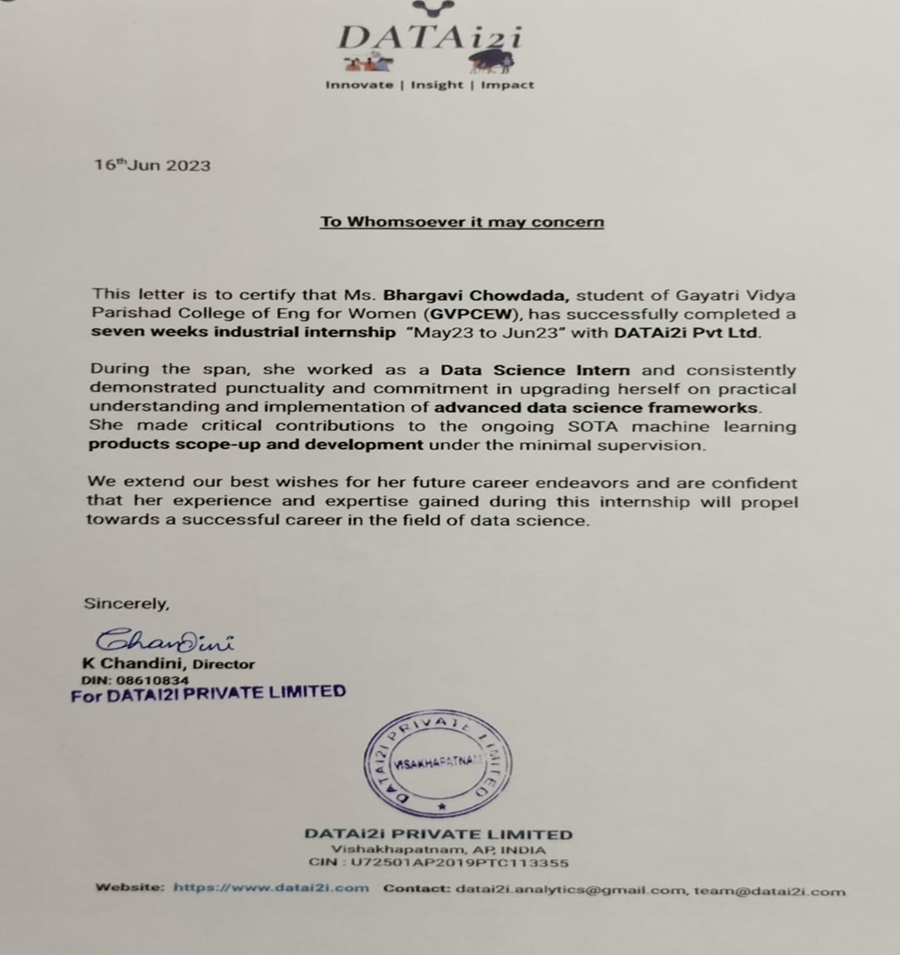 DATAi2i
Innovate | Insight | Impact
16th Jun 2023
To Whomsoever it may concern
This letter is to certify that Ms. Bhargavi Chowdada, student of Gayatri Vidya
Parishad College of Eng for Women (GVPCEW), has successfully completed a
seven weeks industrial internship "May23 to Jun23" with DATAi2i Pvt Ltd.
During the span, she worked as a Data Science Intern and consistently
demonstrated punctuality and commitment in upgrading herself on practical
understanding and implementation of advanced data science frameworks.
She made critical contributions to the ongoing SOTA machine learning
products scope-up and development under the minimal supervision.
We extend our best wishes for her future career endeavors and are confident
that her experience and expertise gained during this internship will propel
towards a successful career in the field of data science.
Sincerely,
Chandini
K Chandini, Director
DIN: 08610834
For DATAI2I PRIVATE LIMITED
DATAI2I PRIVATE LIMITED
VISAKHAPATNAM
DATAi2i PRIVATE LIMITED
Vishakhapatnam, AP, INDIA
CIN : U72501AP2019PTC113355
Website: https://www.datai2i.com Contact: datai2i.analytics@gmail.com, team@datai2i.com